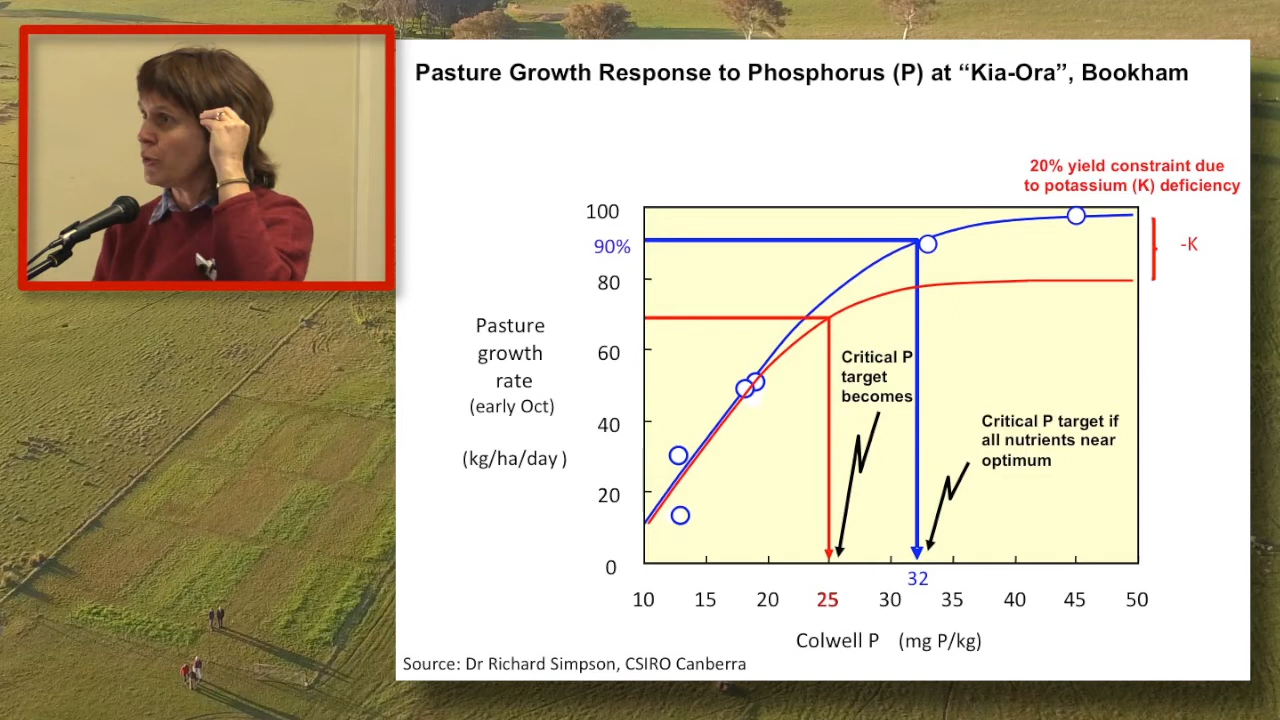 Pasture Growth Response to Phosphorus (P) at “Kia-Ora”, Bookham
20% yield constraint due
to potassium (K) deficiency
100
90%
80
60
40
20
0
-K
Pasture
growth
rate
(early Oct)
(kg/ha/day )
Critical P
target
becomes
Critical P target if
all nutrients near
optimum
32
10 15 20 25 30 35 40 45 50
Colwell P (mg P/kg)
Source: Dr Richard Simpson, CSIRO Canberra